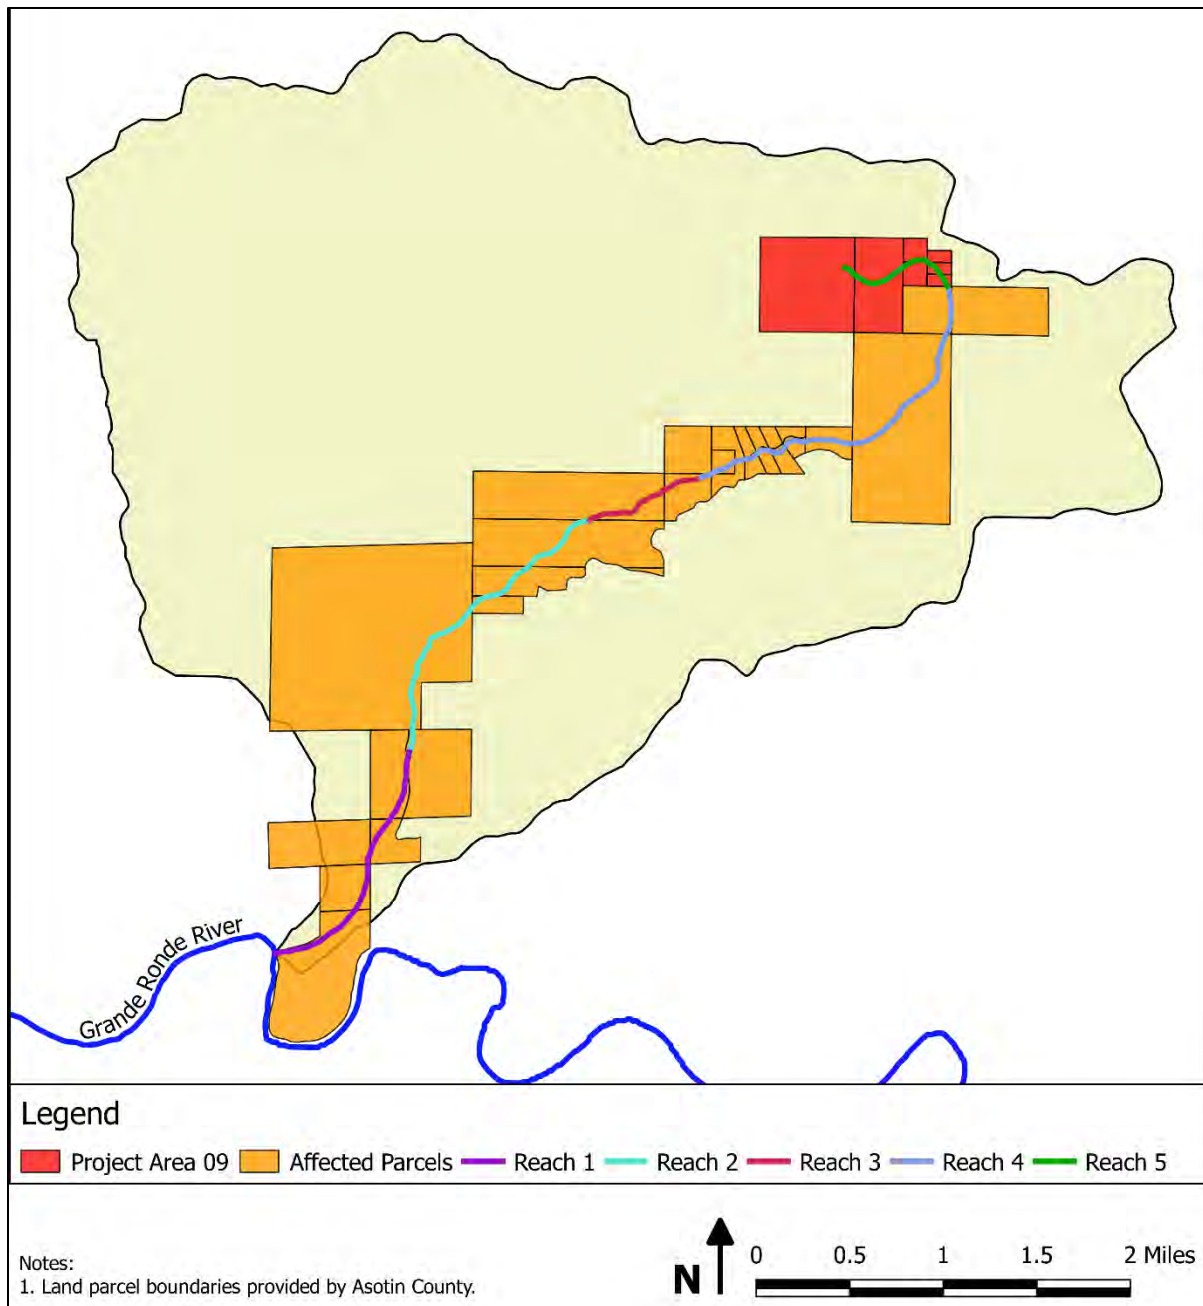 Grande Ronde River
Legend
Project Area 09 Affected Parcels Reach 1 Reach 2 Reach 3 Reach 4 Reach 5
Notes:
1. Land parcel boundaries provided by Asotin County.
N
0 0.5 1 1.5 2 Miles